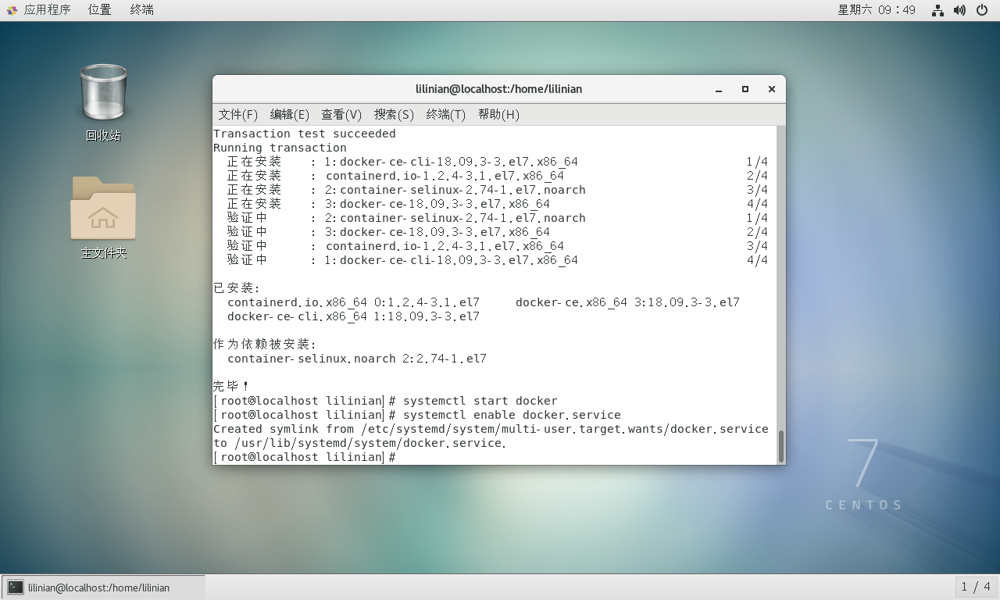 应用程序 位置 终端 星期六 09:49
回收站
主文件夹
lilinian@localhost:/home/lilinian
文件(F) 编辑(E) 查看(V) 搜索(S) 终端(T) 帮助(H)
Transaction test succeeded
Running transaction
正在安装 : 1:docker-ce-cli-18.09.3-3.el7.x86_64 1/4
正在安装 : containerd.io-1.2.4-3.1.el7.x86_64 2/4
正在安装 : 2:container-selinux-2.74-1.el7.noarch 3/4
正在安装 : 3:docker-ce-18.09.3-3.el7.x86_64 4/4
验证中 : 2:container-selinux-2.74-1.el7.noarch 1/4
验证中 : 3:docker-ce-18.09.3-3.el7.x86_64 2/4
验证中 : containerd.io-1.2.4-3.1.el7.x86_64 3/4
验证中 : 1:docker-ce-cli-18.09.3-3.el7.x86_64 4/4
已安装:
containerd.io.x86_64 0:1.2.4-3.1.el7 docker-ce.x86_64 3:18.09.3-3.el7
docker-ce-cli.x86_64 1:18.09.3-3.el7
作为依赖被安装:
container-selinux.noarch 2:2.74-1.el7
完毕！
[root@localhost lilinian]# systemctl start docker
[root@localhost lilinian]# systemctl enable docker.service
Created symlink from /etc/systemd/system/multi-user.target.wants/docker.service
to /usr/lib/systemd/system/docker.service.
[root@localhost lilinian]#
7
CENTOS
lilinian@localhost:/home/lilinian
1 / 4